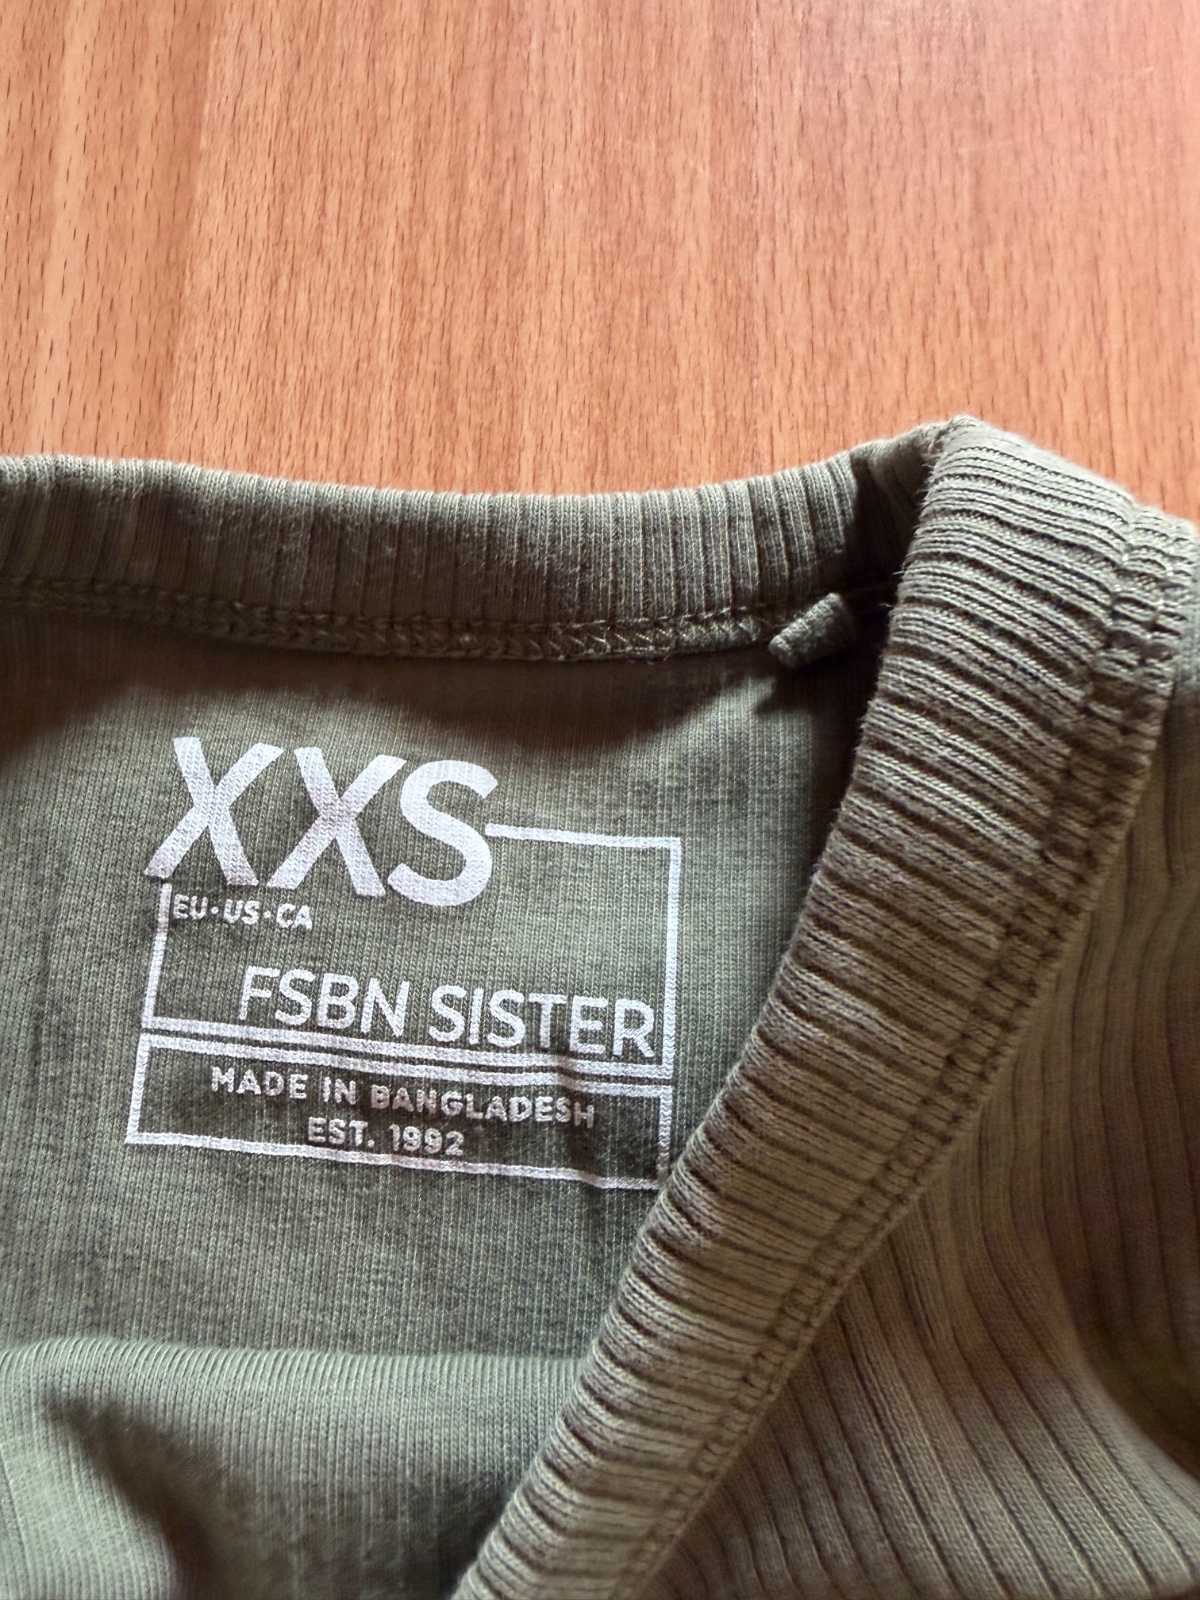 XXS
EU·US·CA
FSBN SISTER
MADE IN BANGLADESH
EST. 1992